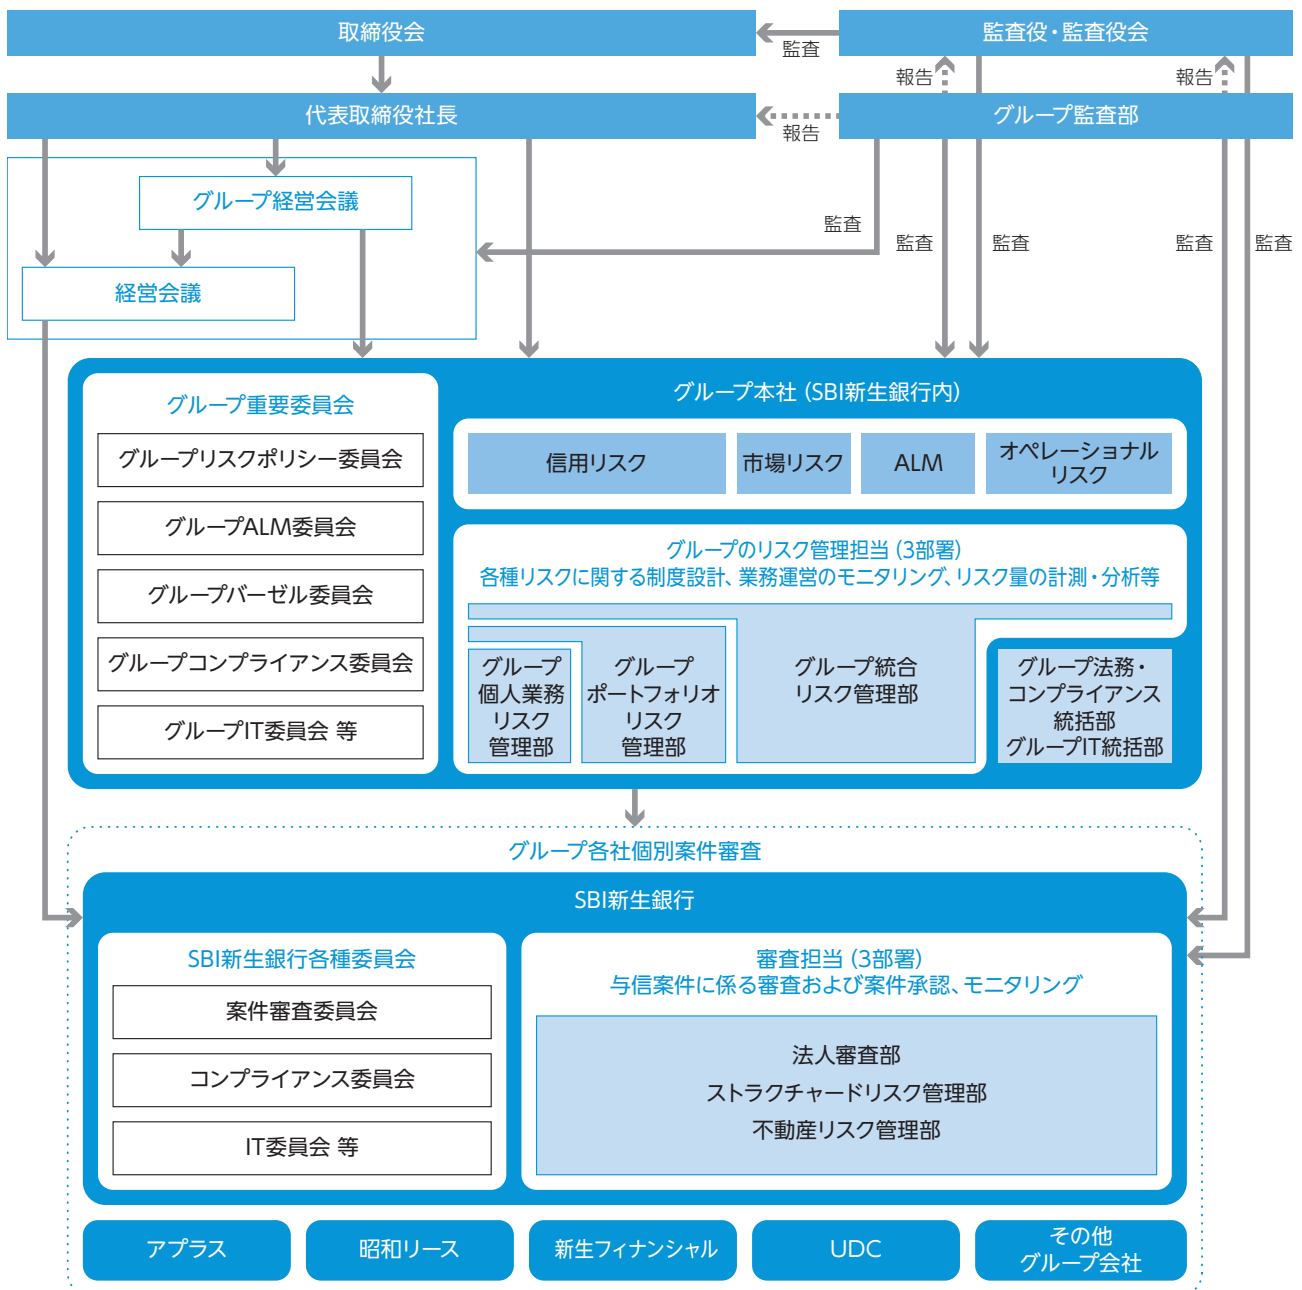 取締役会
監査
監査役・監査役会
報告
報告
代表取締役社長
報告
グループ監査部
グループ経営会議
監査
監査
監査
監査
監査
経営会議
グループ重要委員会
グループリスクポリシー委員会
グループALM委員会
グループバーゼル委員会
グループコンプライアンス委員会
グループIT委員会 等
グループ本社 (SBI新生銀行内)
信用リスク
市場リスク
ALM
オペレーショナル
リスク
グループのリスク管理担当 (3部署)
各種リスクに関する制度設計、業務運営のモニタリング、リスク量の計測・分析等
グループ
個人業務
リスク
管理部
グループ
ポートフォリオ
リスク
管理部
グループ統合
リスク管理部
グループ法務・
コンプライアンス
統括部
グループIT統括部
グループ各社個別案件審査
SBI新生銀行
SBI新生銀行各種委員会
案件審査委員会
コンプライアンス委員会
IT委員会 等
審査担当 (3部署)
与信案件に係る審査および案件承認、モニタリング
法人審査部
ストラクチャードリスク管理部
不動産リスク管理部
アプラス
昭和リース
新生フィナンシャル
UDC
その他
グループ会社